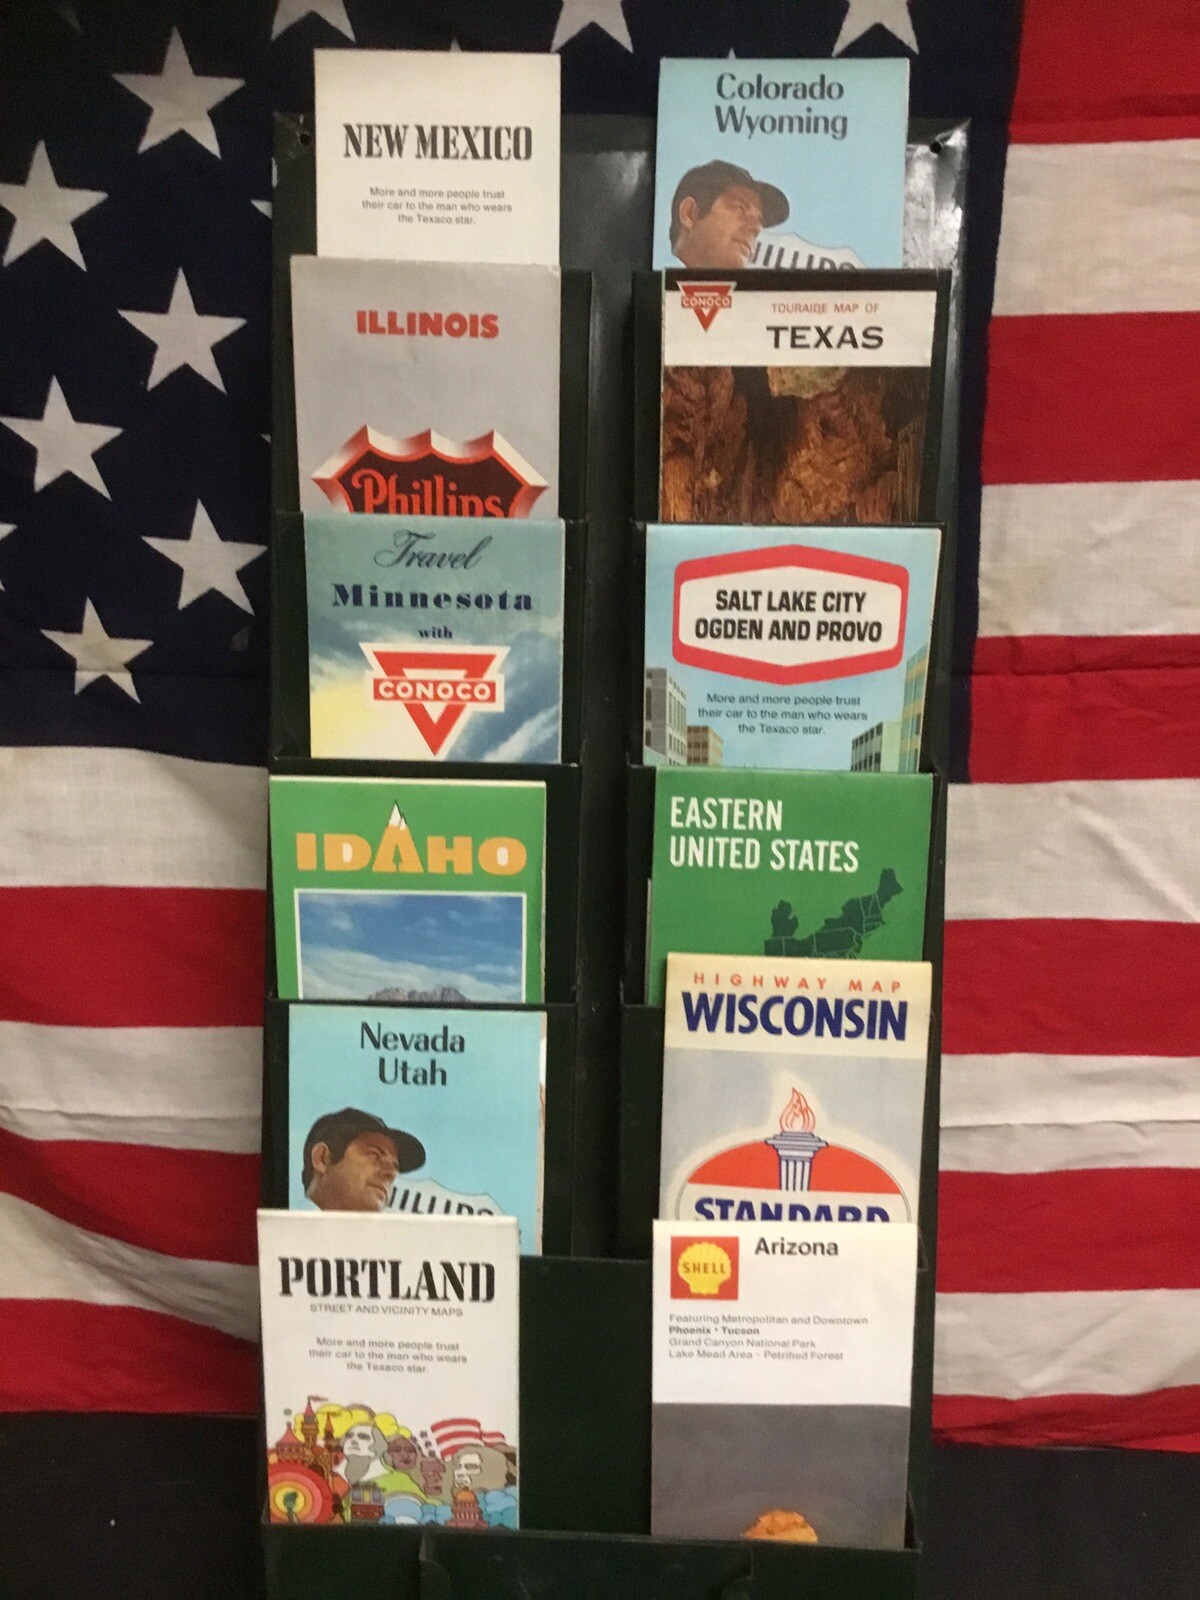 NEW MEXICO
More and more people trust
their car to the man who wears
the Texaco star.
Colorado
Wyoming
ILLINOIS
Phillips
CONOCO
TOURAIDE MAP OF
TEXAS
Travel
Minnesota
with
CONOCO
SALT LAKE CITY
OGDEN AND PROVO
More and more people trust
their car to the man who wears
the Texaco star.
IDAHO
EASTERN
UNITED STATES
Nevada
Utah
HIGHWAY MAP
WISCONSIN
STANDARD
PORTLAND
STREET AND VICINITY MAPS
More and more people trust
their car to the man who wears
the Texaco star.
SHELL
Arizona
Featuring Metropolitan and Downtown
Phoenix • Tucson
Grand Canyon National Park
Lake Mead Area · Petrified Forest